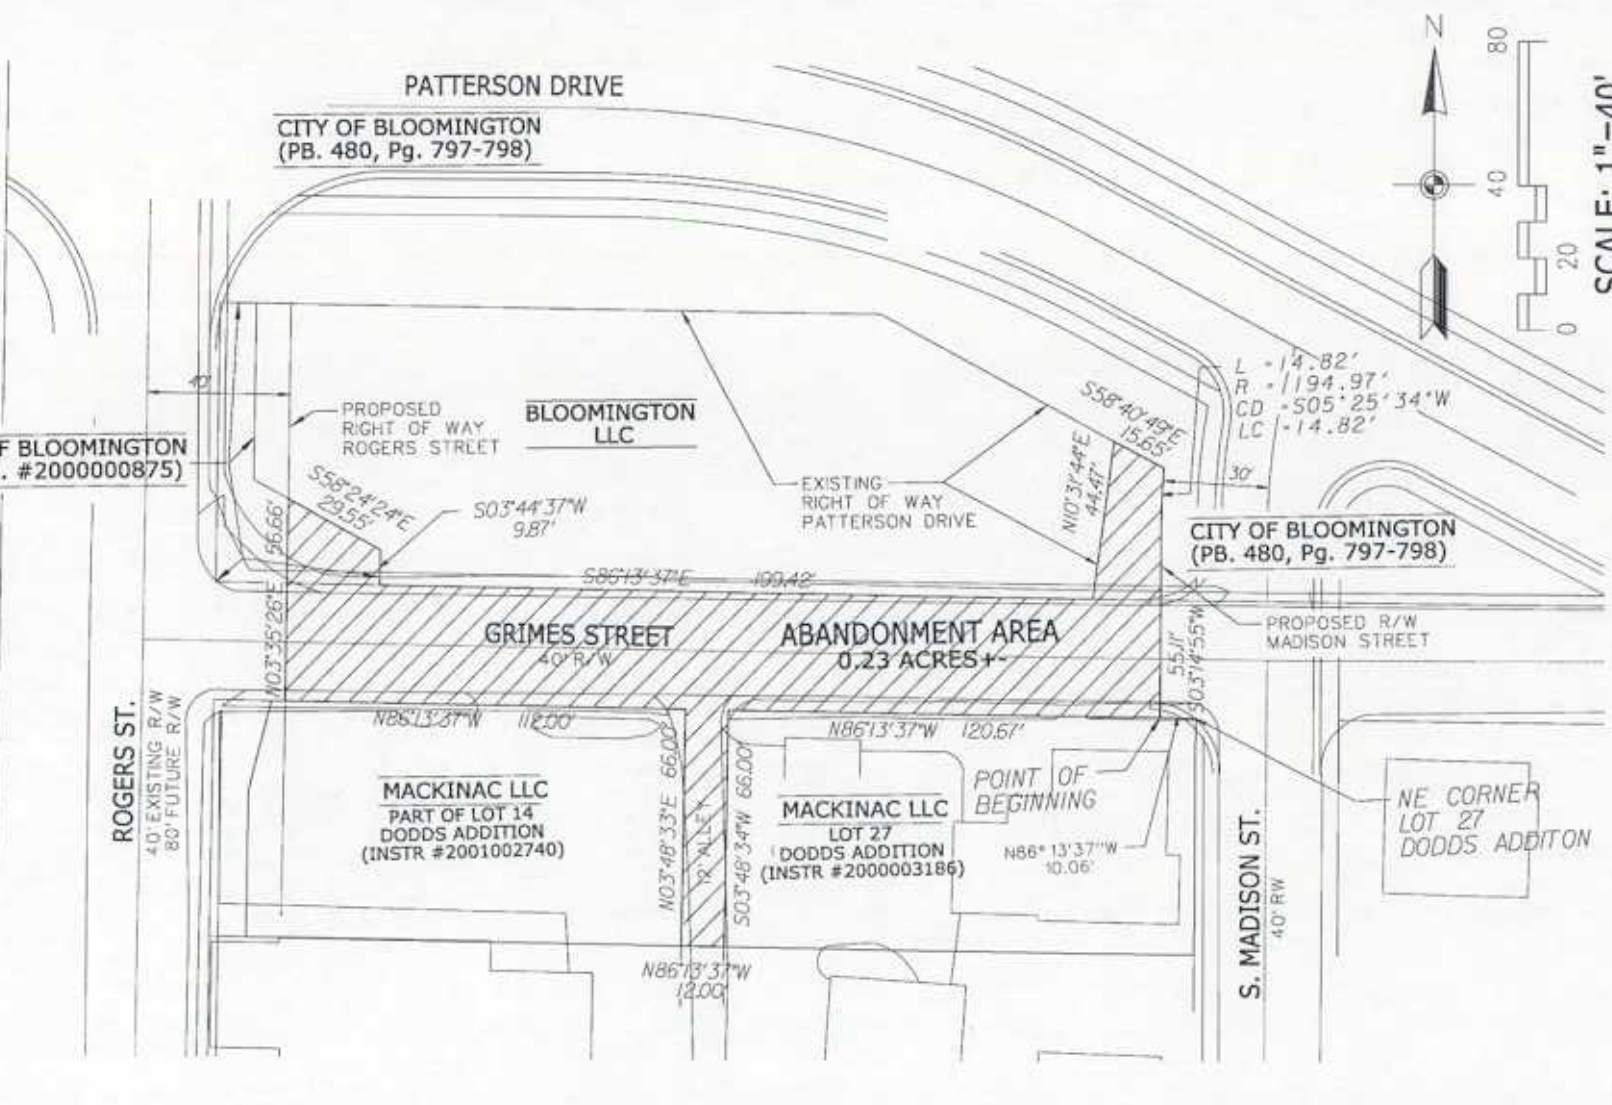 PATTERSON DRIVE
CITY OF BLOOMINGTON
(PB. 480, Pg. 797-798)
N
80
40
20
0
SCALE: 1"=40'
L = 14.82'
R = 1194.97'
CD = S05°25'34"W
LC = 14.82'
40'
PROPOSED
RIGHT OF WAY
ROGERS STREET
BLOOMINGTON
LLC
S58°40'49"E
15.65'
F BLOOMINGTON
. #2000000875)
S58°24'24"E
29.55'
S03°44'37"W
9.87'
EXISTING
RIGHT OF WAY
PATTERSON DRIVE
N10°31'44"E
44.47'
30'
CITY OF BLOOMINGTON
(PB. 480, Pg. 797-798)
N03°35'26"E 56.66'
S86°13'37"E 199.42'
GRIMES STREET
40' R/W
ABANDONMENT AREA
0.23 ACRES+-
PROPOSED R/W
MADISON STREET
55.11'
S03°14'55"W
ROGERS ST.
40' EXISTING R/W
80' FUTURE R/W
N86°13'37"W 112.00'
N86°13'37"W 120.67'
MACKINAC LLC
PART OF LOT 14
DODDS ADDITION
(INSTR #2001002740)
N03°48'33"E 66.00'
12' ALLEY
S03°48'34"W 66.00'
MACKINAC LLC
LOT 27
DODDS ADDITION
(INSTR #2000003186)
POINT OF
BEGINNING
N86°13'37"W
10.06'
NE CORNER
LOT 27
DODDS ADDITON
S. MADISON ST.
40' RW
N86°13'37"W
12.00'